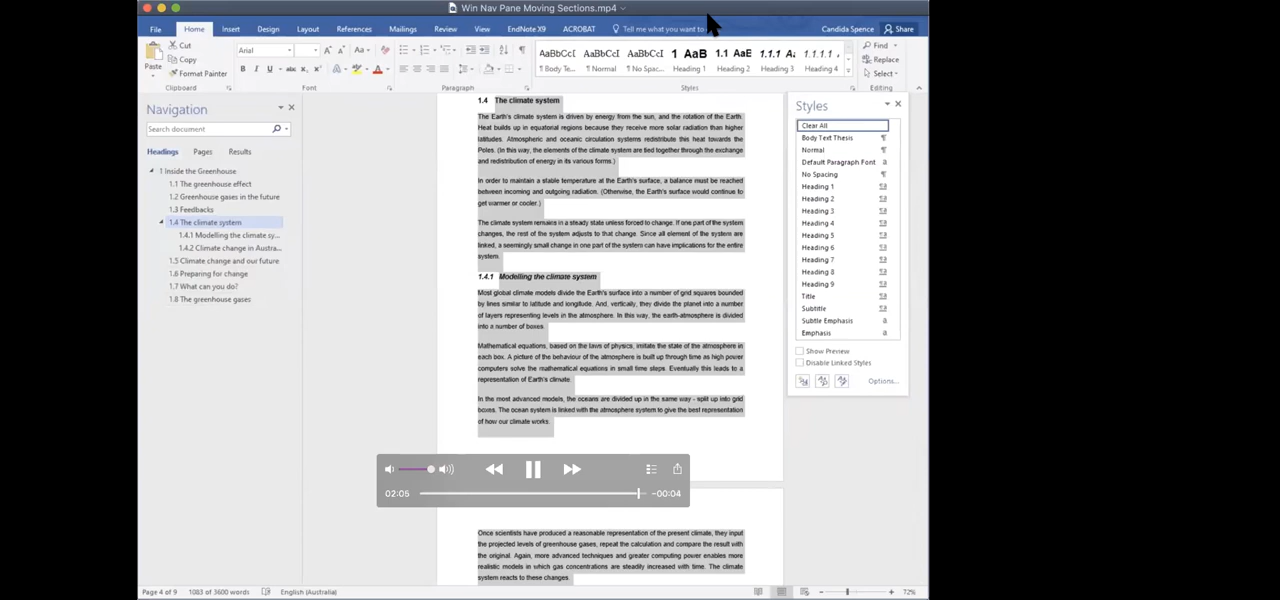 Win Nav Pane Moving Sections.mp4
File Home Insert Design Layout References Mailings Review View EndNote X9 ACROBAT Tell me what you want to Candida Spence Share
Paste
Cut
Copy
Format Painter
Clipboard
Arial
Font
Paragraph
AaBbCcI AaBbCcI AaBbCcI 1 AaB 1.1 AaE 1.1.1 A 1.1.1.1
¶ Body Te... ¶ Normal ¶ No Spac... Heading 1 Heading 2 Heading 3 Heading 4
Styles
Find
Replace
Select
Editing
Navigation
Search document
Headings Pages Results
1 Inside the Greenhouse
1.1 The greenhouse effect
1.2 Greenhouse gases in the future
1.3 Feedbacks
1.4 The climate system
1.4.1 Modelling the climate sy...
1.4.2 Climate change in Austra...
1.5 Climate change and our future
1.6 Preparing for change
1.7 What can you do?
1.8 The greenhouse gases
1.4 The climate system
The Earth's climate system is driven by energy from the sun, and the rotation of the Earth.
Heat builds up in equatorial regions because they receive more solar radiation than higher
latitudes. Atmospheric and oceanic circulation systems redistribute this heat towards the
Poles. (In this way, the elements of the climate system are tied together through the exchange
and redistribution of energy in its various forms.)
In order to maintain a stable temperature at the Earth's surface, a balance must be reached
between incoming and outgoing radiation. (Otherwise, the Earth's surface would continue to
get warmer or cooler.)
The climate system remains in a steady state unless forced to change. If one part of the system
changes, the rest of the system adjusts to that change. Since all element of the system are
linked, a seemingly small change in one part of the system can have implications for the entire
system.
1.4.1 Modelling the climate system
Most global climate models divide the Earth's surface into a number of grid squares bounded
by lines similar to latitude and longitude. And, vertically, they divide the planet into a number
of layers representing levels in the atmosphere. In this way, the earth-atmosphere is divided
into a number of boxes.
Mathematical equations, based on the laws of physics, imitate the state of the atmosphere in
each box. A picture of the behaviour of the atmosphere is built up through time as high power
computers solve the mathematical equations in small time steps. Eventually this leads to a
representation of Earth's climate.
In the most advanced models, the oceans are divided up in the same way - split up into grid
boxes. The ocean system is linked with the atmosphere system to give the best representation
of how our climate works.
02:05 -00:04
Once scientists have produced a reasonable representation of the present climate, they input
the projected levels of greenhouse gases, repeat the calculation and compare the result with
the original. Again, more advanced techniques and greater computing power enables more
realistic models in which gas concentrations are steadily increased with time. The climate
system reacts to these changes.
Styles
Clear All
Body Text Thesis ¶
Normal ¶
Default Paragraph Font a
No Spacing ¶
Heading 1
Heading 2
Heading 3
Heading 4
Heading 5
Heading 6
Heading 7
Heading 8
Heading 9
Title
Subtitle
Subtle Emphasis a
Emphasis a
Show Preview
Disable Linked Styles
Options...
Page 4 of 9 1083 of 3600 words English (Australia) 72%